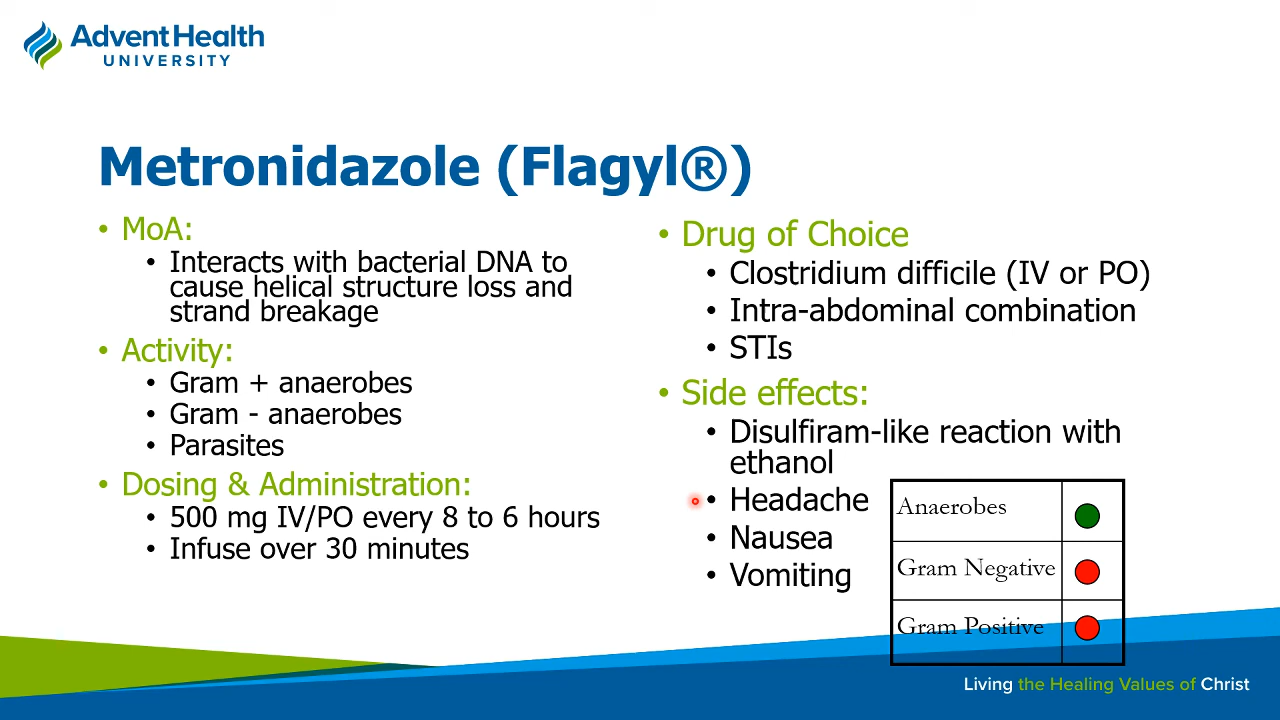 AdventHealth
UNIVERSITY
Metronidazole (Flagyl®)
• MoA:
• Interacts with bacterial DNA to
cause helical structure loss and
strand breakage
• Activity:
• Gram + anaerobes
• Gram - anaerobes
• Parasites
• Dosing & Administration:
• 500 mg IV/PO every 8 to 6 hours
• Infuse over 30 minutes
• Drug of Choice
• Clostridium difficile (IV or PO)
• Intra-abdominal combination
• STIs
• Side effects:
• Disulfiram-like reaction with
ethanol
• Headache
• Nausea
• Vomiting
Anaerobes
Gram Negative
Gram Positive
Living the Healing Values of Christ